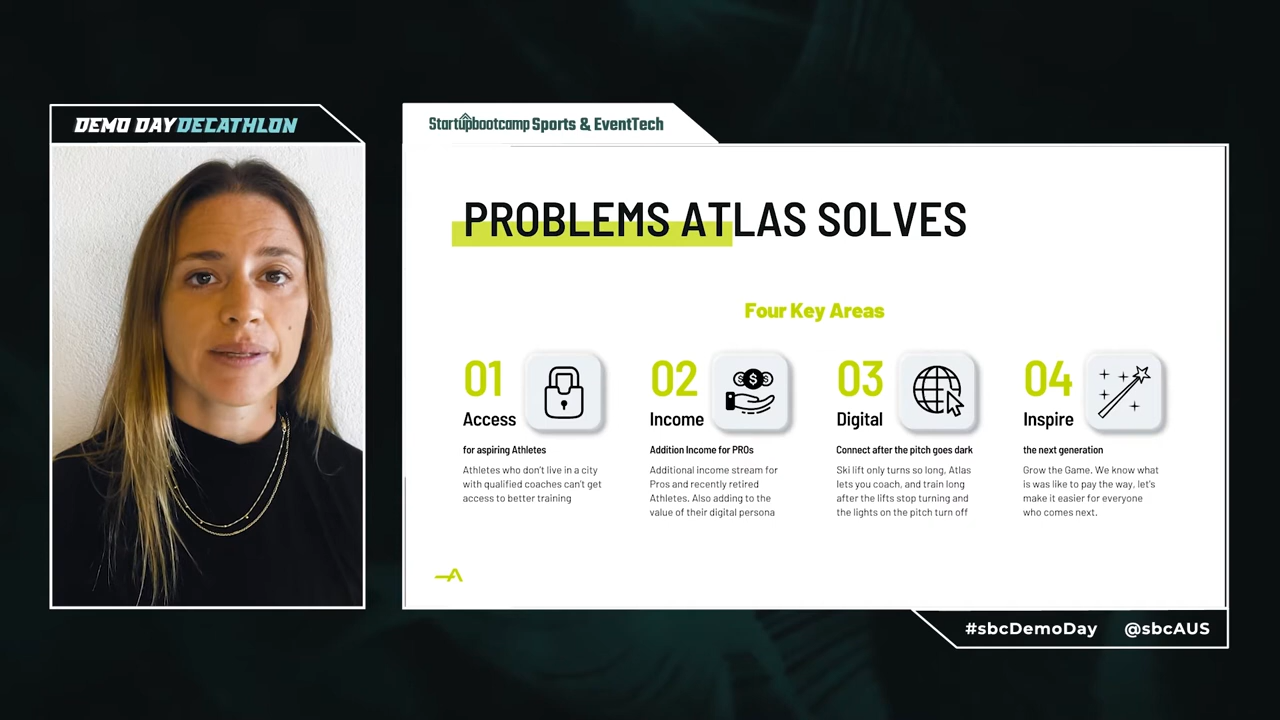 DEMO DAY DECATHLON
Startupbootcamp Sports & EventTech
PROBLEMS ATLAS SOLVES
Four Key Areas
01
Access
for aspiring Athletes
Athletes who don't live in a city
with qualified coaches can't get
access to better training
02
Income
Addition Income for PROs
Additional income stream for
Pros and recently retired
Athletes. Also adding to the
value of their digital persona
03
Digital
Connect after the pitch goes dark
Ski lift only turns so long, Atlas
lets you coach, and train long
after the lifts stop turning and
the lights on the pitch turn off
04
Inspire
the next generation
Grow the Game. We know what
is was like to pay the way, let's
make it easier for everyone
who comes next.
#sbcDemoDay @sbcAUS